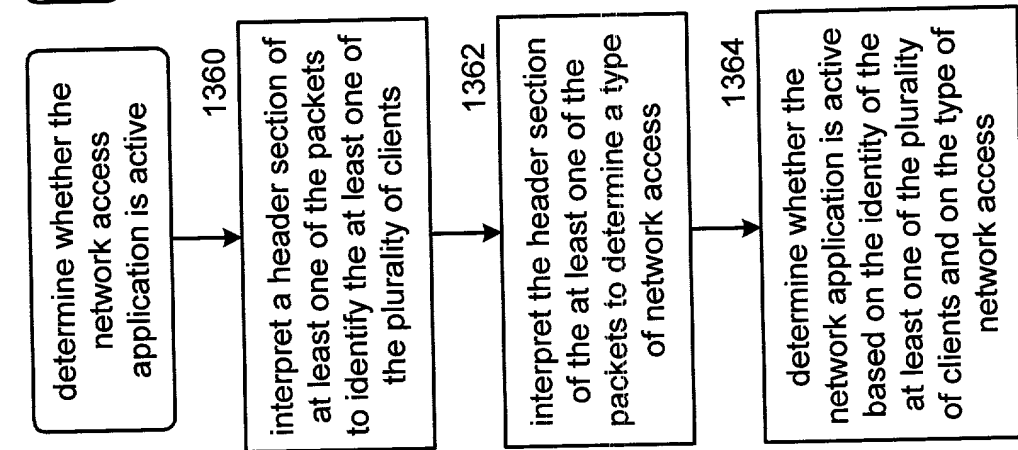 determine whether the
network access
application is active
1360
interpret a header section of
at least one of the packets
to identify the at least one of
the plurality of clients
1362
interpret the header section
of the at least one of the
packets to determine a type
of network access
1364
determine whether the
network application is active
based on the identity of the
at least one of the plurality
of clients and on the type of
network access